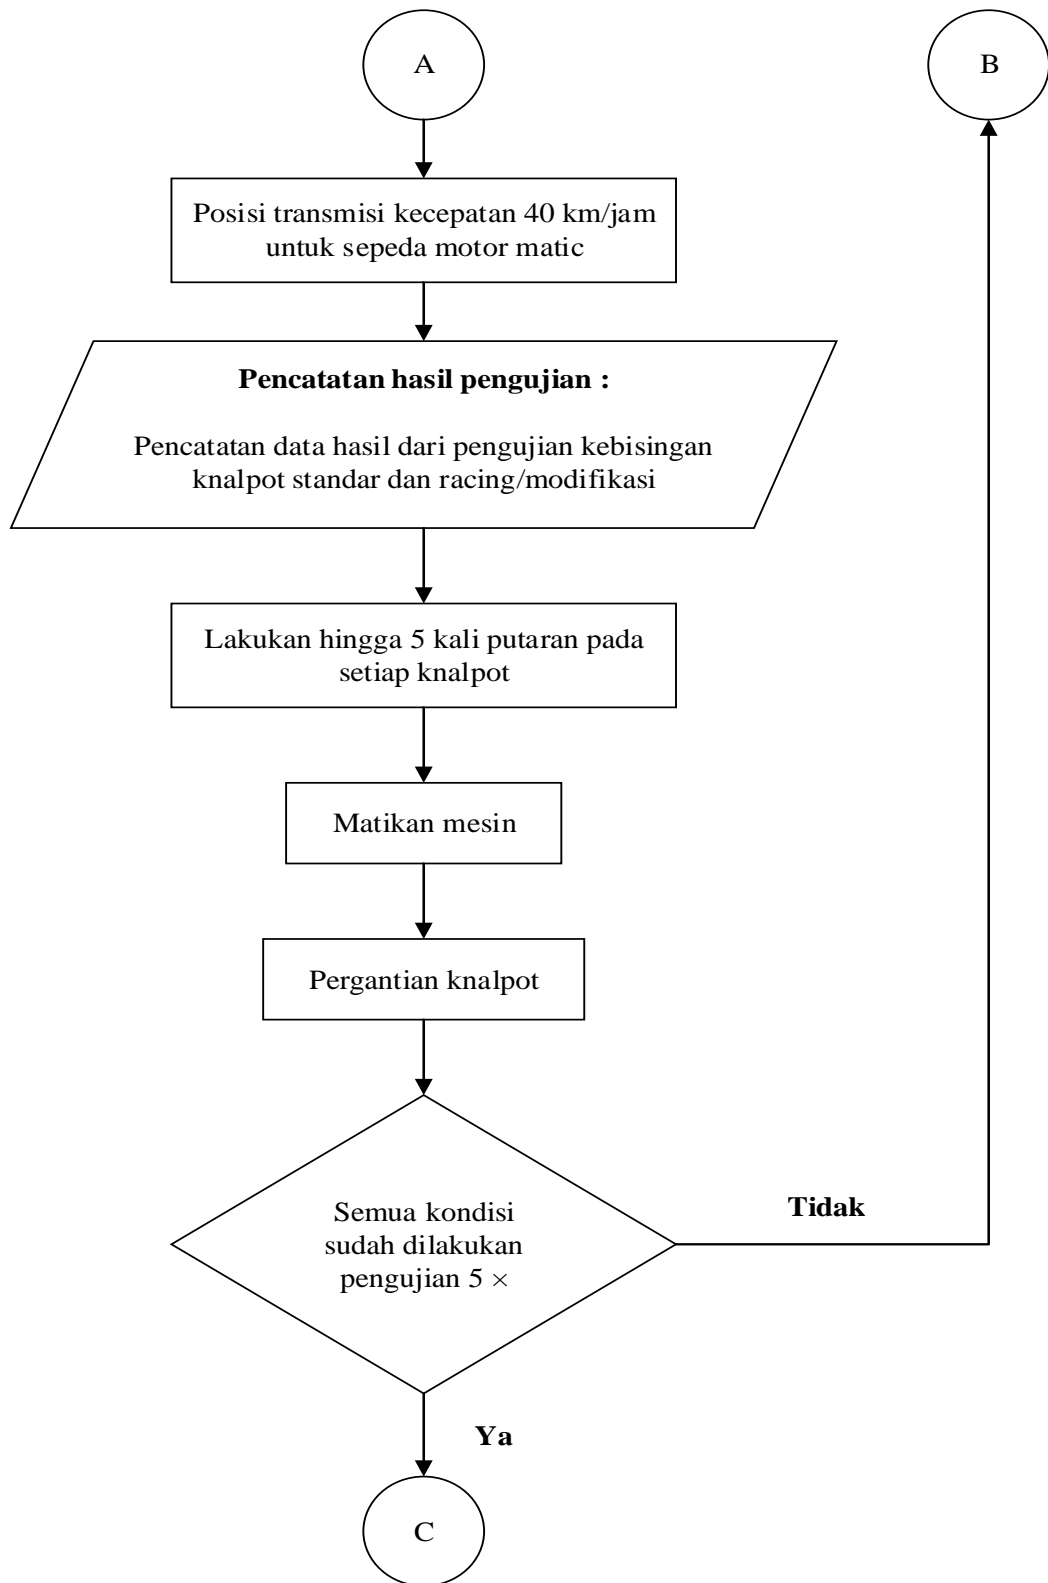 A
B
Posisi transmisi kecepatan 40 km/jam
untuk sepeda motor matic
Pencatatan hasil pengujian :
Pencatatan data hasil dari pengujian kebisingan
knalpot standar dan racing/modifikasi
Lakukan hingga 5 kali putaran pada
setiap knalpot
Matikan mesin
Pergantian knalpot
Semua kondisi
sudah dilakukan
pengujian 5 ×
Tidak
Ya
C